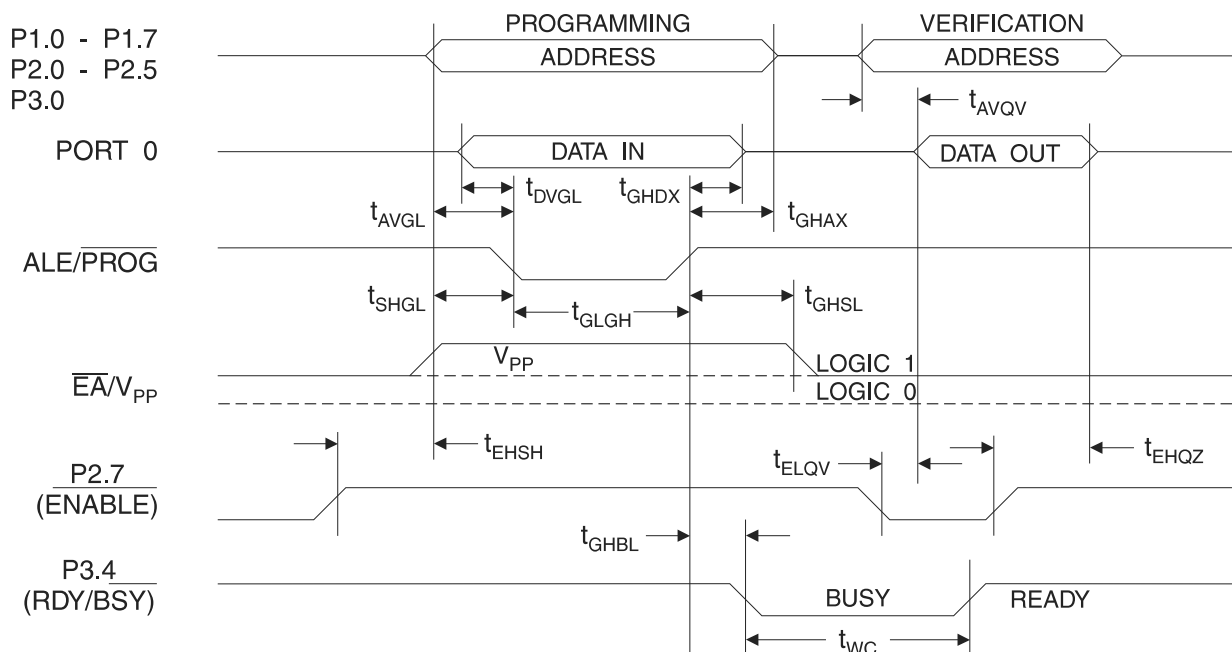 PROGRAMMING VERIFICATION
P1.0 - P1.7
P2.0 - P2.5
P3.0
ADDRESS ADDRESS
tAVQV
PORT 0
DATA IN DATA OUT
tDVGL tGHDX
tAVGL tGHAX
ALE/PROG
tSHGL tGLGH tGHSL
VPP
LOGIC 1
EA/VPP
LOGIC 0
tEHSH tELQV tEHQZ
P2.7
(ENABLE)
tGHBL
P3.4
(RDY/BSY)
BUSY READY
tWC